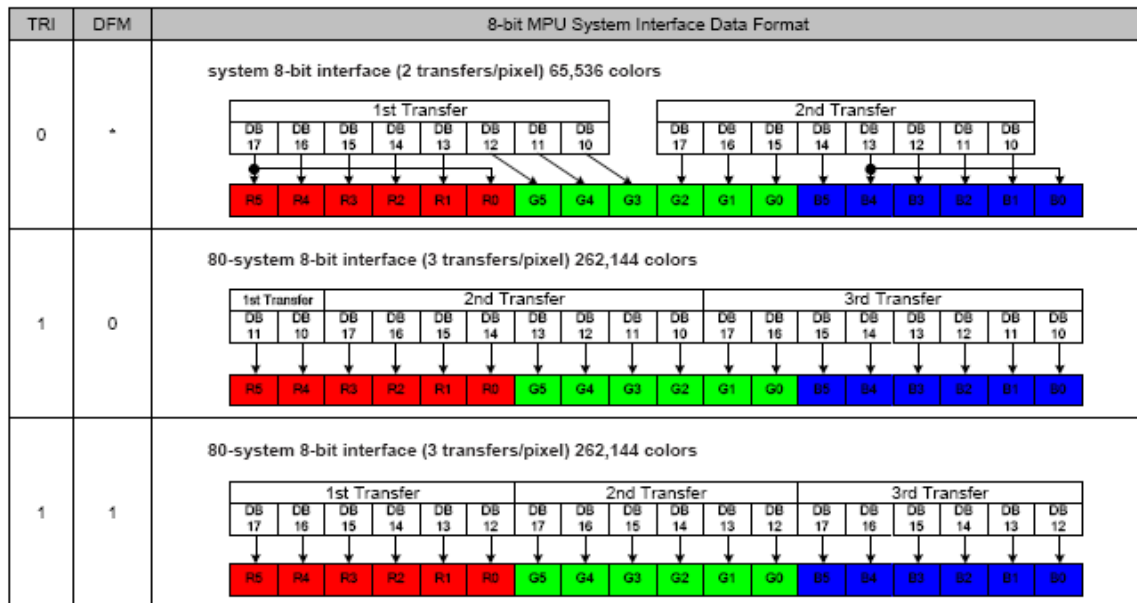 TRI DFM 8-bit MPU System Interface Data Format
system 8-bit interface (2 transfers/pixel) 65,536 colors
1st Transfer 2nd Transfer
DB DB DB DB DB DB DB DB DB DB DB DB DB DB DB DB
17 16 15 14 13 12 11 10 17 16 15 14 13 12 11 10
0 *
R5 R4 R3 R2 R1 R0 G5 G4 G3 G2 G1 G0 B5 B4 B3 B2 B1 B0
80-system 8-bit interface (3 transfers/pixel) 262,144 colors
1st Transfer 2nd Transfer 3rd Transfer
DB DB DB DB DB DB DB DB DB DB DB DB DB DB DB DB DB DB
11 10 17 16 15 14 13 12 11 10 17 16 15 14 13 12 11 10
1 0
R5 R4 R3 R2 R1 R0 G5 G4 G3 G2 G1 G0 B5 B4 B3 B2 B1 B0
80-system 8-bit interface (3 transfers/pixel) 262,144 colors
1st Transfer 2nd Transfer 3rd Transfer
DB DB DB DB DB DB DB DB DB DB DB DB DB DB DB DB DB DB
17 16 15 14 13 12 17 16 15 14 13 12 17 16 15 14 13 12
1 1
R5 R4 R3 R2 R1 R0 G5 G4 G3 G2 G1 G0 B5 B4 B3 B2 B1 B0